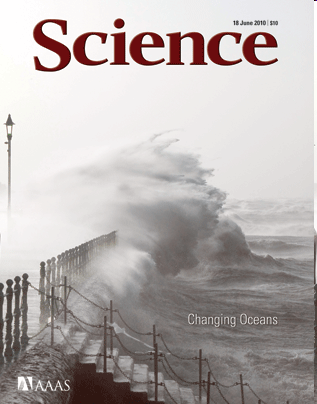 18 June 2010 | $10
Science
Changing Oceans
AAAS